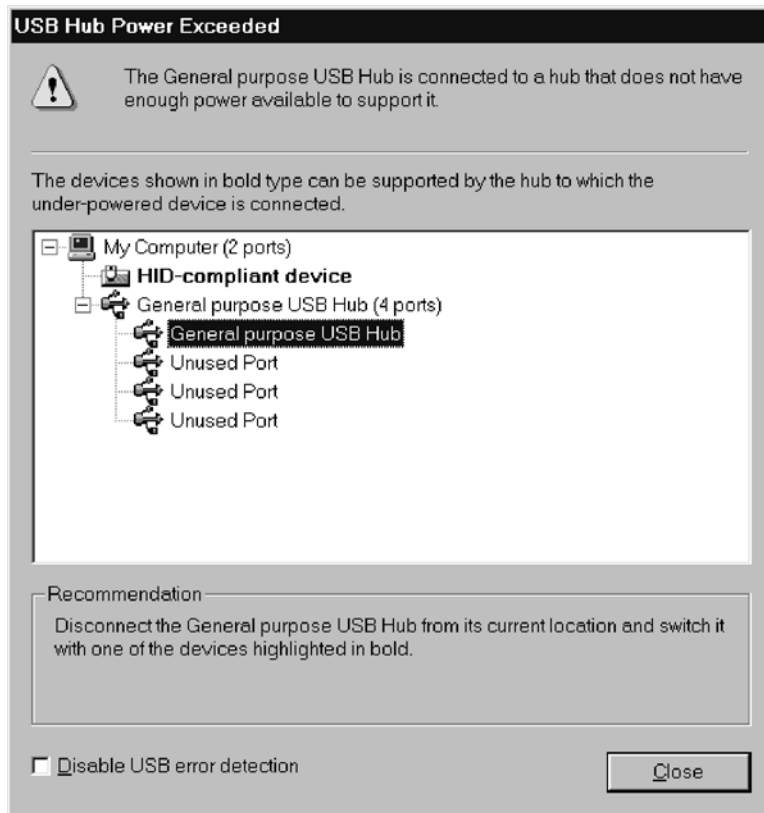 USB Hub Power Exceeded
The General purpose USB Hub is connected to a hub that does not have
enough power available to support it.
The devices shown in bold type can be supported by the hub to which the
under-powered device is connected.
My Computer (2 ports)
HID-compliant device
General purpose USB Hub (4 ports)
General purpose USB Hub
Unused Port
Unused Port
Unused Port
Recommendation
Disconnect the General purpose USB Hub from its current location and switch it
with one of the devices highlighted in bold.
Disable USB error detection
Close